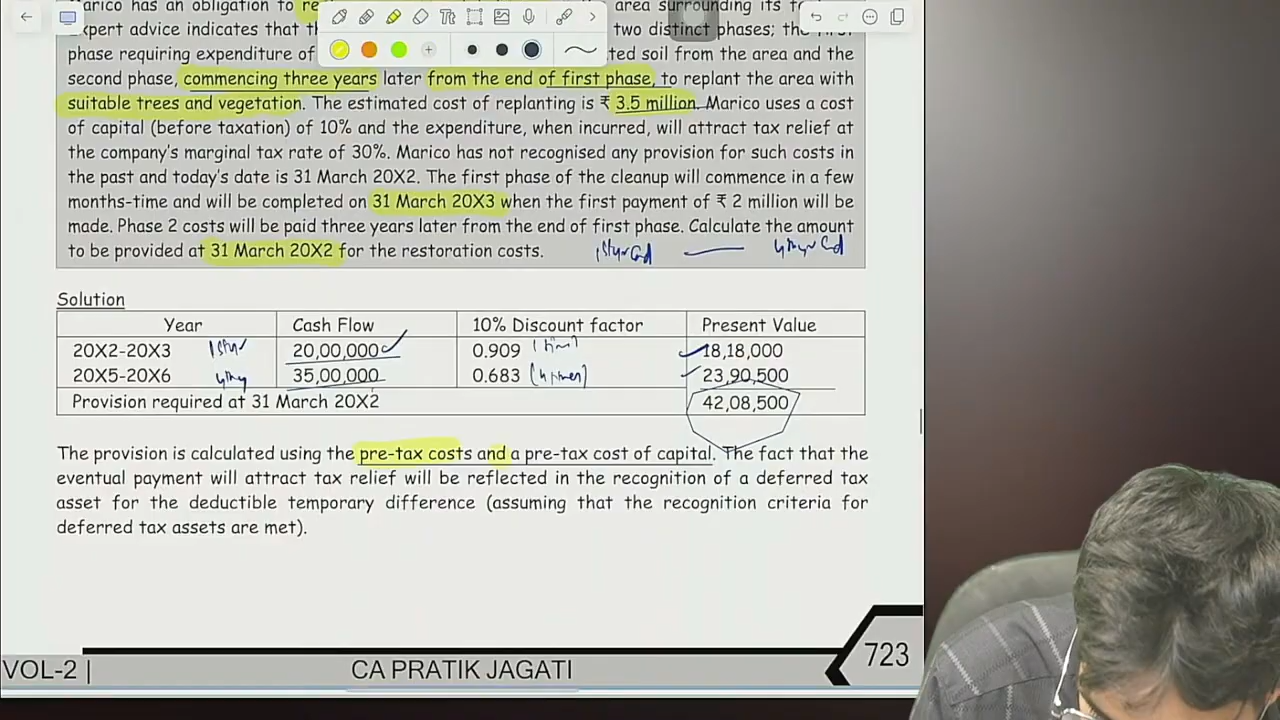 Marico has an obligation to re area surrounding its
expert advice indicates that th two distinct phases; the first
phase requiring expenditure of ted soil from the area and the
second phase, commencing three years later from the end of first phase, to replant the area with
suitable trees and vegetation. The estimated cost of replanting is ₹ 3.5 million. Marico uses a cost
of capital (before taxation) of 10% and the expenditure, when incurred, will attract tax relief at
the company's marginal tax rate of 30%. Marico has not recognised any provision for such costs in
the past and today's date is 31 March 20X2. The first phase of the cleanup will commence in a few
months-time and will be completed on 31 March 20X3 when the first payment of ₹ 2 million will be
made. Phase 2 costs will be paid three years later from the end of first phase. Calculate the amount
to be provided at 31 March 20X2 for the restoration costs.
Solution
Year Cash Flow 10% Discount factor Present Value
20X2-20X3 20,00,000 0.909 18,18,000
20X5-20X6 35,00,000 0.683 23,90,500
Provision required at 31 March 20X2 42,08,500
The provision is calculated using the pre-tax costs and a pre-tax cost of capital. The fact that the
eventual payment will attract tax relief will be reflected in the recognition of a deferred tax
asset for the deductible temporary difference (assuming that the recognition criteria for
deferred tax assets are met).
VOL-2 | CA PRATIK JAGATI 723